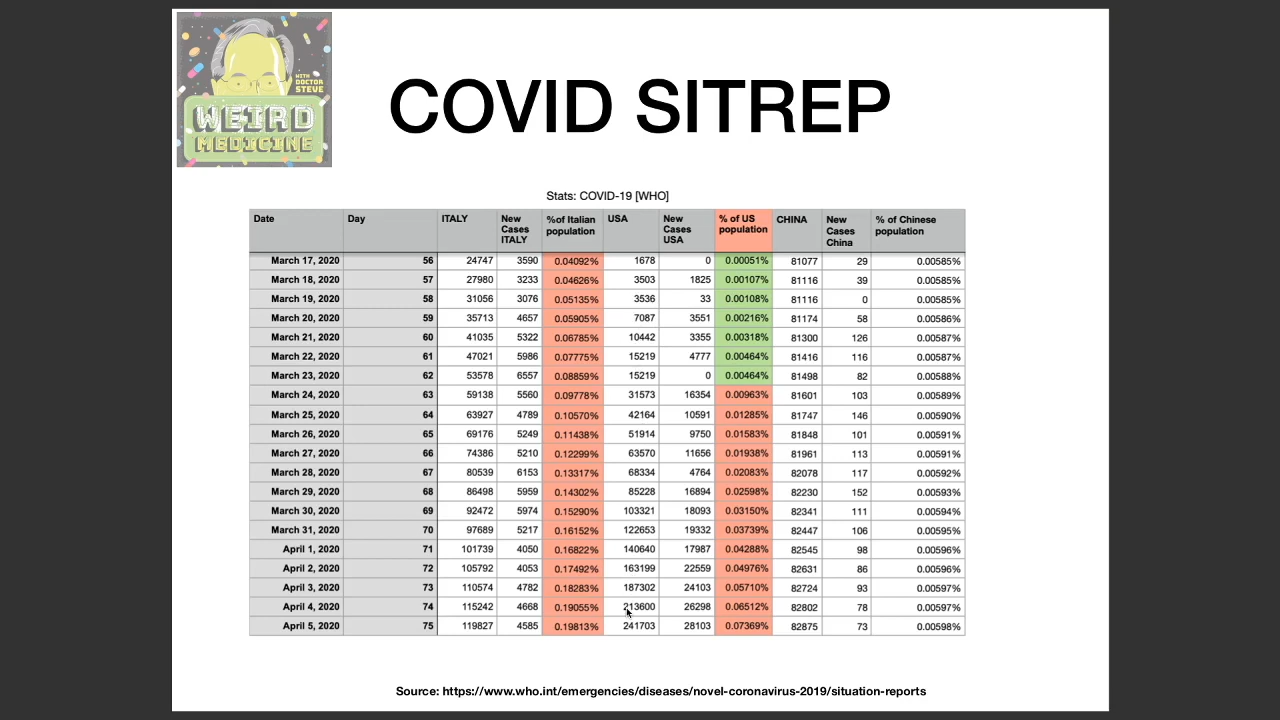 WITH
DOCTOR
STEVE
WEIRD
MEDICINE
COVID SITREP
Stats: COVID-19 [WHO]
Date Day ITALY New Cases ITALY %of Italian population USA New Cases USA % of US population CHINA New Cases China % of Chinese population
March 17, 2020 56 24747 3590 0.04092% 1678 0 0.00051% 81077 29 0.00585%
March 18, 2020 57 27980 3233 0.04626% 3503 1825 0.00107% 81116 39 0.00585%
March 19, 2020 58 31056 3076 0.05135% 3536 33 0.00108% 81116 0 0.00585%
March 20, 2020 59 35713 4657 0.05905% 7087 3551 0.00216% 81174 58 0.00586%
March 21, 2020 60 41035 5322 0.06785% 10442 3355 0.00318% 81300 126 0.00587%
March 22, 2020 61 47021 5986 0.07775% 15219 4777 0.00464% 81416 116 0.00587%
March 23, 2020 62 53578 6557 0.08859% 15219 0 0.00464% 81498 82 0.00588%
March 24, 2020 63 59138 5560 0.09778% 31573 16354 0.00963% 81601 103 0.00589%
March 25, 2020 64 63927 4789 0.10570% 42164 10591 0.01285% 81747 146 0.00590%
March 26, 2020 65 69176 5249 0.11438% 51914 9750 0.01583% 81848 101 0.00591%
March 27, 2020 66 74386 5210 0.12299% 63570 11656 0.01938% 81961 113 0.00591%
March 28, 2020 67 80539 6153 0.13317% 68334 4764 0.02083% 82078 117 0.00592%
March 29, 2020 68 86498 5959 0.14302% 85228 16894 0.02598% 82230 152 0.00593%
March 30, 2020 69 92472 5974 0.15290% 103321 18093 0.03150% 82341 111 0.00594%
March 31, 2020 70 97689 5217 0.16152% 122653 19332 0.03739% 82447 106 0.00595%
April 1, 2020 71 101739 4050 0.16822% 140640 17987 0.04288% 82545 98 0.00596%
April 2, 2020 72 105792 4053 0.17492% 163199 22559 0.04976% 82631 86 0.00596%
April 3, 2020 73 110574 4782 0.18283% 187302 24103 0.05710% 82724 93 0.00597%
April 4, 2020 74 115242 4668 0.19055% 213600 26298 0.06512% 82802 78 0.00597%
April 5, 2020 75 119827 4585 0.19813% 241703 28103 0.07369% 82875 73 0.00598%
Source: https://www.who.int/emergencies/diseases/novel-coronavirus-2019/situation-reports